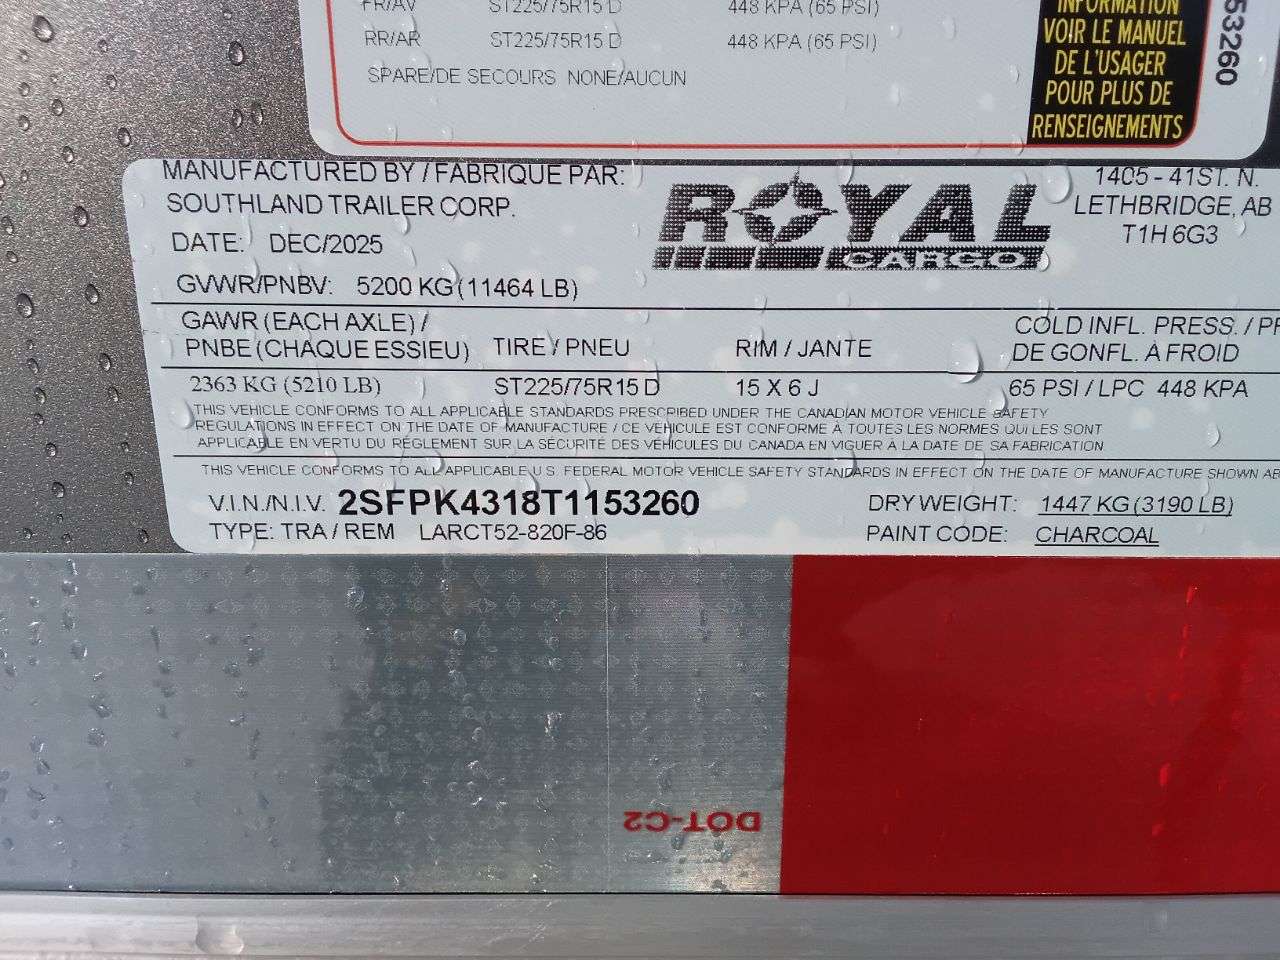 FR/AV ST225/75R15 D 448 KPA (65 PSI)
RR/AR ST225/75R15 D 448 KPA (65 PSI)
SPARE/DE SECOURS NONE/AUCUN
INFORMATION
VOIR LE MANUEL
DE L'USAGER
POUR PLUS DE
RENSEIGNEMENTS
53260
MANUFACTURED BY / FABRIQUE PAR:
SOUTHLAND TRAILER CORP.
DATE: DEC/2025
GVWR/PNBV: 5200 KG (11464 LB)
ROYAL
CARGO
1405 - 41ST. N.
LETHBRIDGE, AB
T1H 6G3
GAWR (EACH AXLE) /
PNBE (CHAQUE ESSIEU) TIRE / PNEU RIM / JANTE
COLD INFL. PRESS. / PR
DE GONFL. À FROID
2363 KG (5210 LB) ST225/75R15 D 15 X 6 J 65 PSI / LPC 448 KPA
THIS VEHICLE CONFORMS TO ALL APPLICABLE STANDARDS PRESCRIBED UNDER THE CANADIAN MOTOR VEHICLE SAFETY
REGULATIONS IN EFFECT ON THE DATE OF MANUFACTURE / CE VEHICULE EST CONFORME À TOUTES LES NORMES QUI LES SONT
APPLICABLE EN VERTU DU RÉGLEMENT SUR LA SÉCURITÉ DES VÉHICULES DU CANADA EN VIGUER À LA DATE DE SA FABRICATION.
THIS VEHICLE CONFORMS TO ALL APPLICABLE U.S. FEDERAL MOTOR VEHICLE SAFETY STANDARDS IN EFFECT ON THE DATE OF MANUFACTURE SHOWN AB
V.I.N./N.I.V. 2SFPK4318T1153260 DRY WEIGHT: 1447 KG (3190 LB)
TYPE: TRA / REM LARCT52-820F-86 PAINT CODE: CHARCOAL
DOT-C2